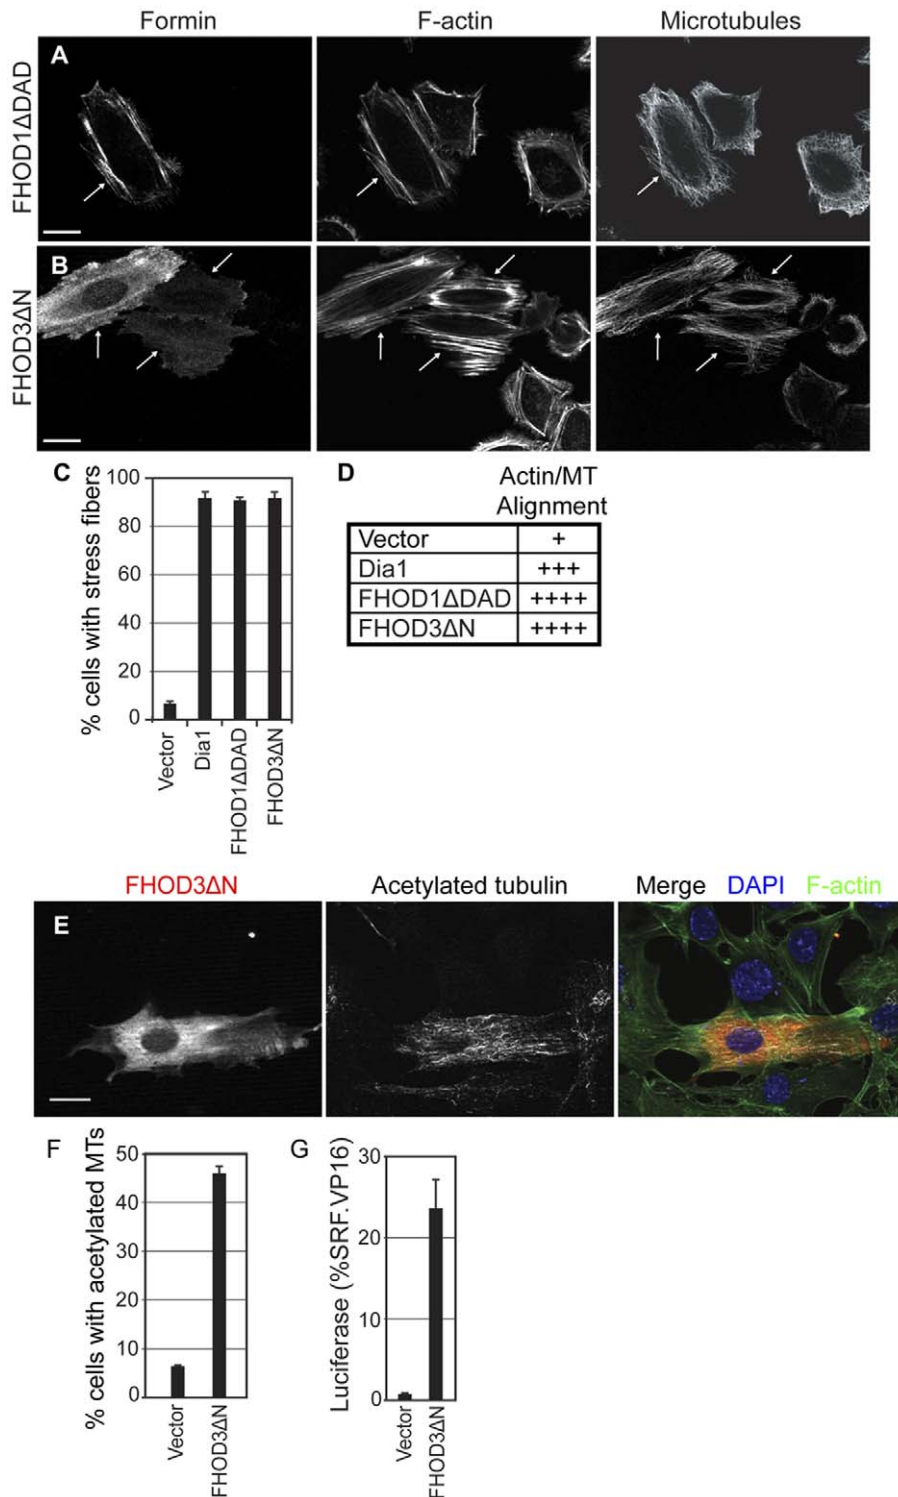 Formin F-actin Microtubules
A
FHOD1ΔDAD
B
FHOD3ΔN
C
% cells with stress fibers
100
80
60
40
20
0
Vector
Dia1
FHOD1ΔDAD
FHOD3ΔN
D
Actin/MT
Alignment
Vector +
Dia1 +++
FHOD1ΔDAD ++++
FHOD3ΔN ++++
FHOD3ΔN Acetylated tubulin Merge DAPI F-actin
E
F
% cells with acetylated MTs
50
40
30
20
10
0
Vector
FHOD3ΔN
G
Luciferase (%SRF.VP16)
30
20
10
0
Vector
FHOD3ΔN